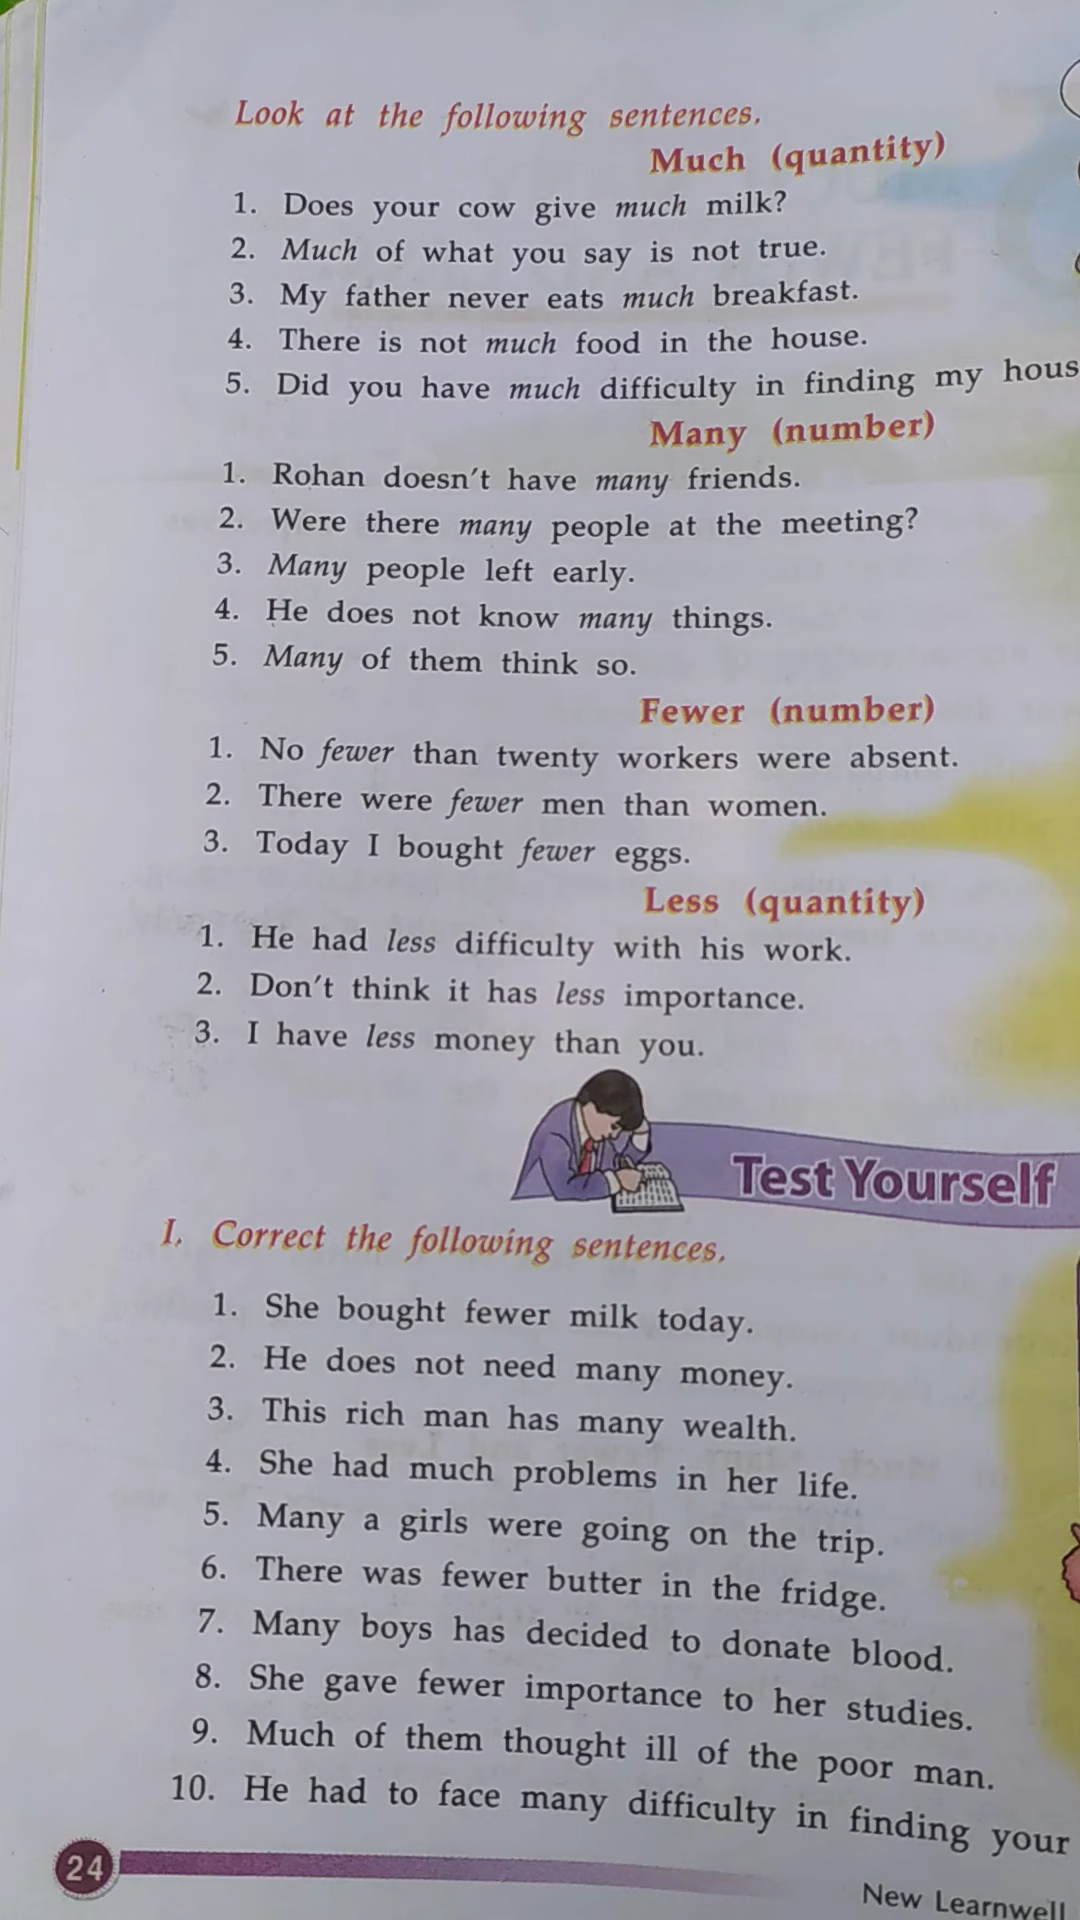 Look at the following sentences.
Much (quantity)
1. Does your cow give much milk?
2. Much of what you say is not true.
3. My father never eats much breakfast.
4. There is not much food in the house.
5. Did you have much difficulty in finding my hous
Many (number)
1. Rohan doesn't have many friends.
2. Were there many people at the meeting?
3. Many people left early.
4. He does not know many things.
5. Many of them think so.
Fewer (number)
1. No fewer than twenty workers were absent.
2. There were fewer men than women.
3. Today I bought fewer eggs.
Less (quantity)
1. He had less difficulty with his work.
2. Don't think it has less importance.
3. I have less money than you.
Test Yourself
I. Correct the following sentences.
1. She bought fewer milk today.
2. He does not need many money.
3. This rich man has many wealth.
4. She had much problems in her life.
5. Many a girls were going on the trip.
6. There was fewer butter in the fridge.
7. Many boys has decided to donate blood.
8. She gave fewer importance to her studies.
9. Much of them thought ill of the poor man.
10. He had to face many difficulty in finding your
24
New Learnwell